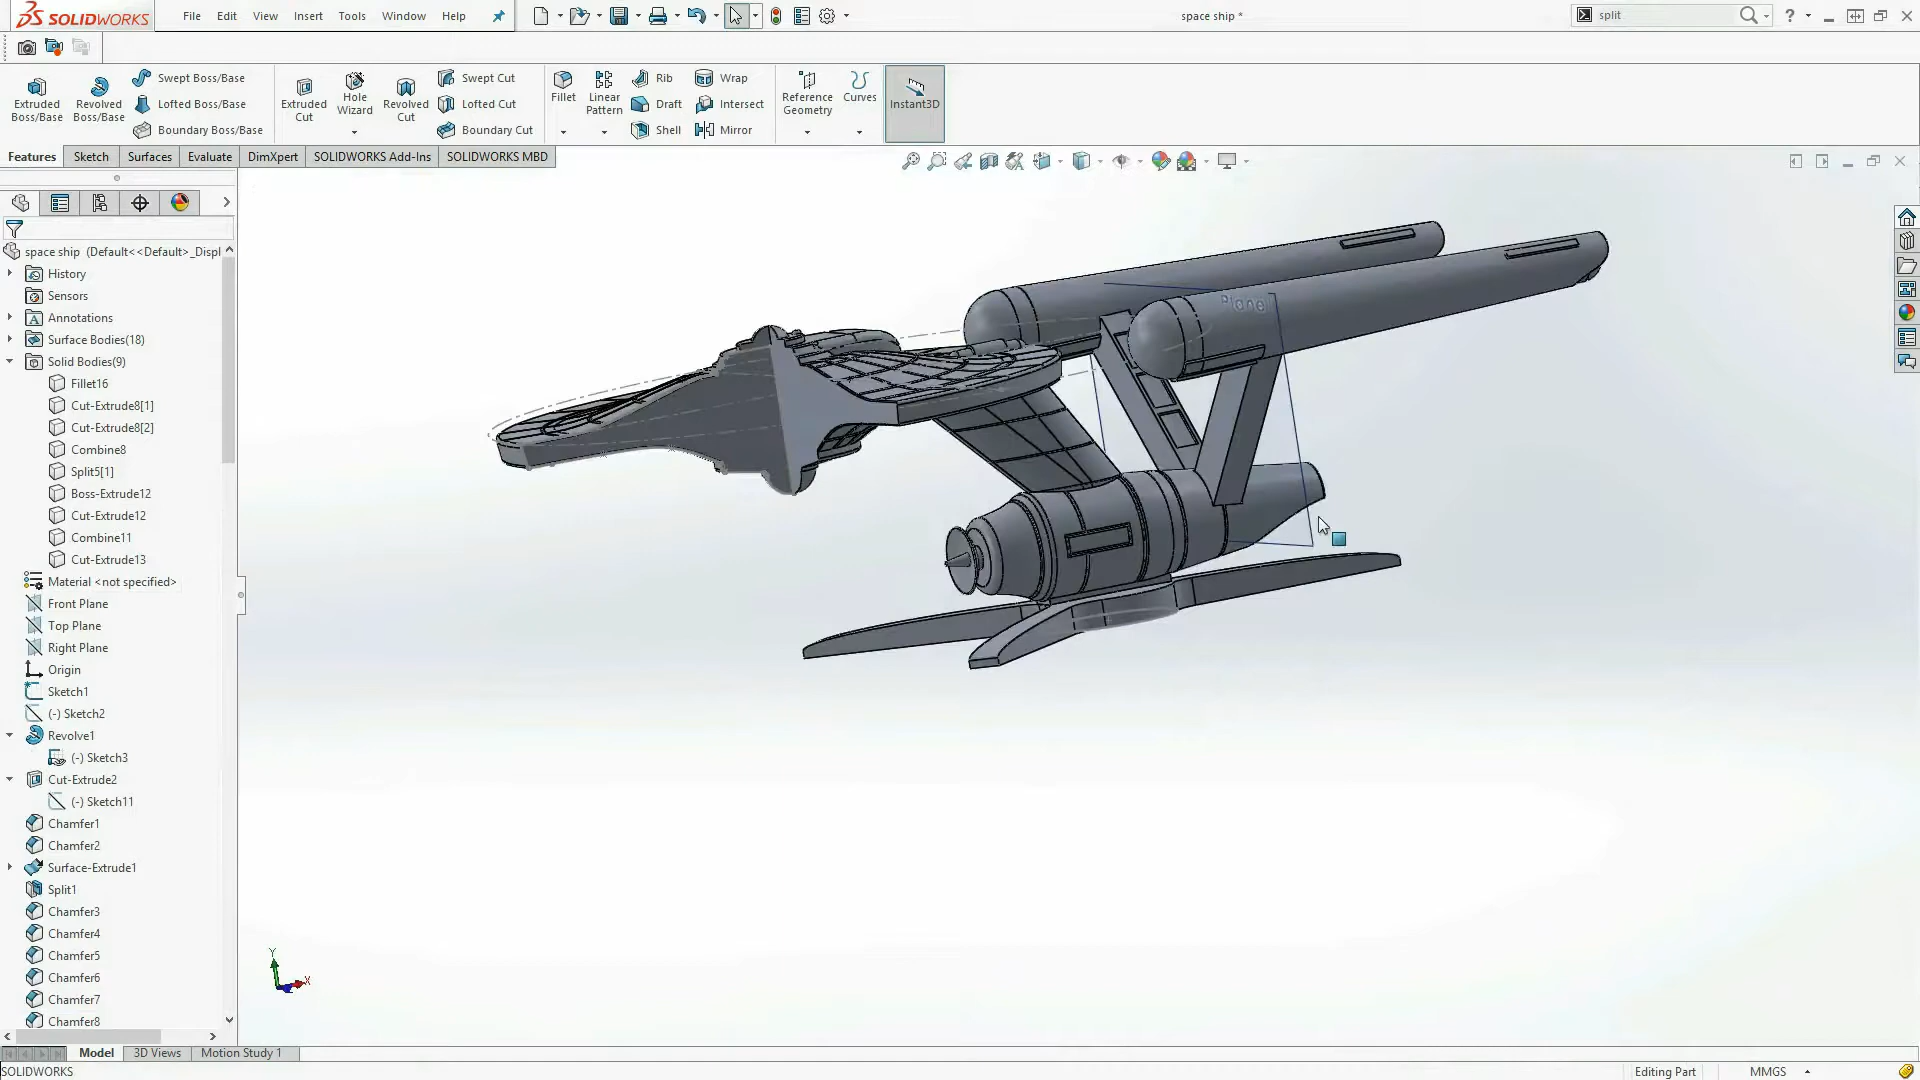 SOLIDWORKS
File Edit View Insert Tools Window Help
space ship *
split
Extruded Boss/Base
Revolved Boss/Base
Swept Boss/Base
Lofted Boss/Base
Boundary Boss/Base
Extruded Cut
Hole Wizard
Revolved Cut
Swept Cut
Lofted Cut
Boundary Cut
Fillet
Linear Pattern
Rib
Draft
Shell
Wrap
Intersect
Mirror
Reference Geometry
Curves
Instant3D
Features Sketch Surfaces Evaluate DimXpert SOLIDWORKS Add-Ins SOLIDWORKS MBD
space ship (Default<<Default>_Displ
History
Sensors
Annotations
Surface Bodies(18)
Solid Bodies(9)
Fillet16
Cut-Extrude8[1]
Cut-Extrude8[2]
Combine8
Split5[1]
Boss-Extrude12
Cut-Extrude12
Combine11
Cut-Extrude13
Material <not specified>
Front Plane
Top Plane
Right Plane
Origin
Sketch1
(-) Sketch2
Revolve1
(-) Sketch3
Cut-Extrude2
(-) Sketch11
Chamfer1
Chamfer2
Surface-Extrude1
Split1
Chamfer3
Chamfer4
Chamfer5
Chamfer6
Chamfer7
Chamfer8
Y
X
Model 3D Views Motion Study 1
SOLIDWORKS
Editing Part
MMGS